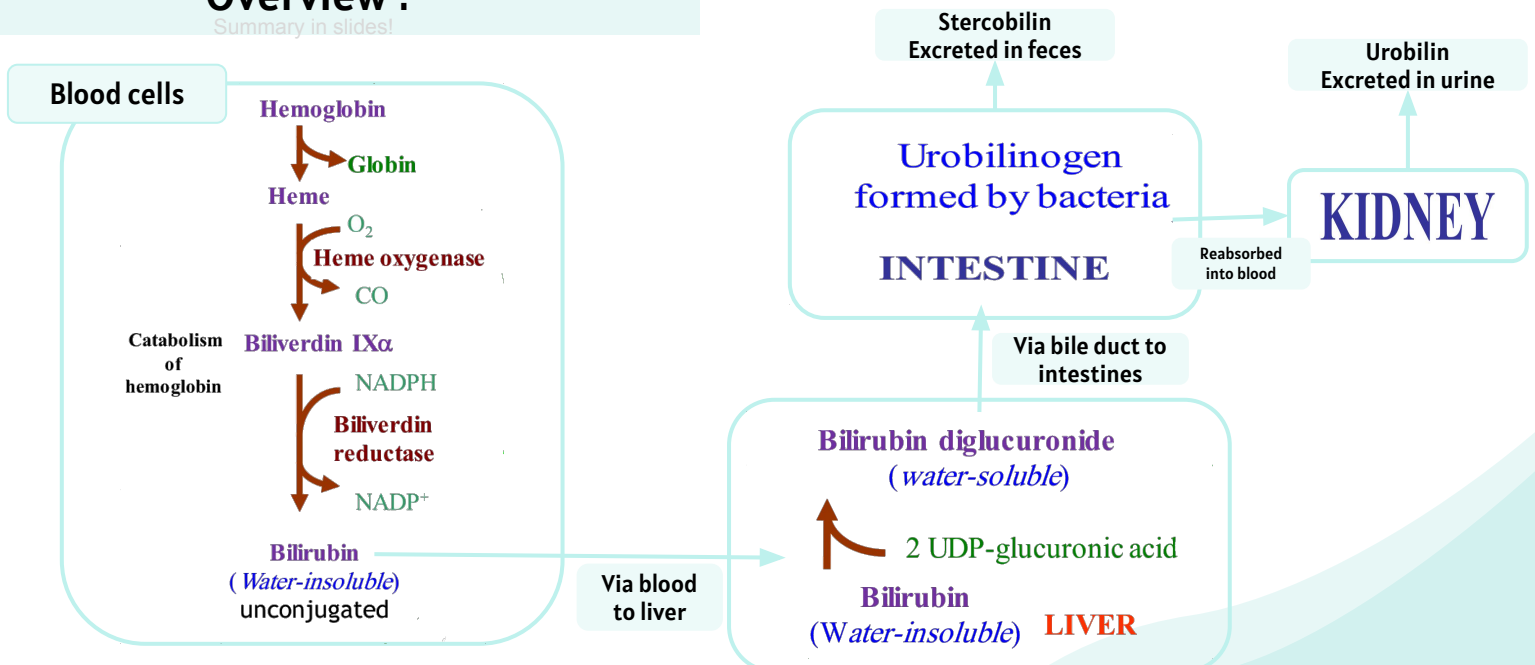 Overview :
Summary in slides!
Blood cells
Hemoglobin
Globin
Heme
O₂
Heme oxygenase
CO
Catabolism
of
hemoglobin
Biliverdin IXα
NADPH
Biliverdin
reductase
NADP⁺
Bilirubin
(Water-insoluble)
unconjugated
Via blood
to liver
Bilirubin diglucuronide
(water-soluble)
2 UDP-glucuronic acid
Bilirubin
(Water-insoluble)
LIVER
Via bile duct to
intestines
Urobilinogen
formed by bacteria
INTESTINE
Stercobilin
Excreted in feces
Reabsorbed
into blood
KIDNEY
Urobilin
Excreted in urine